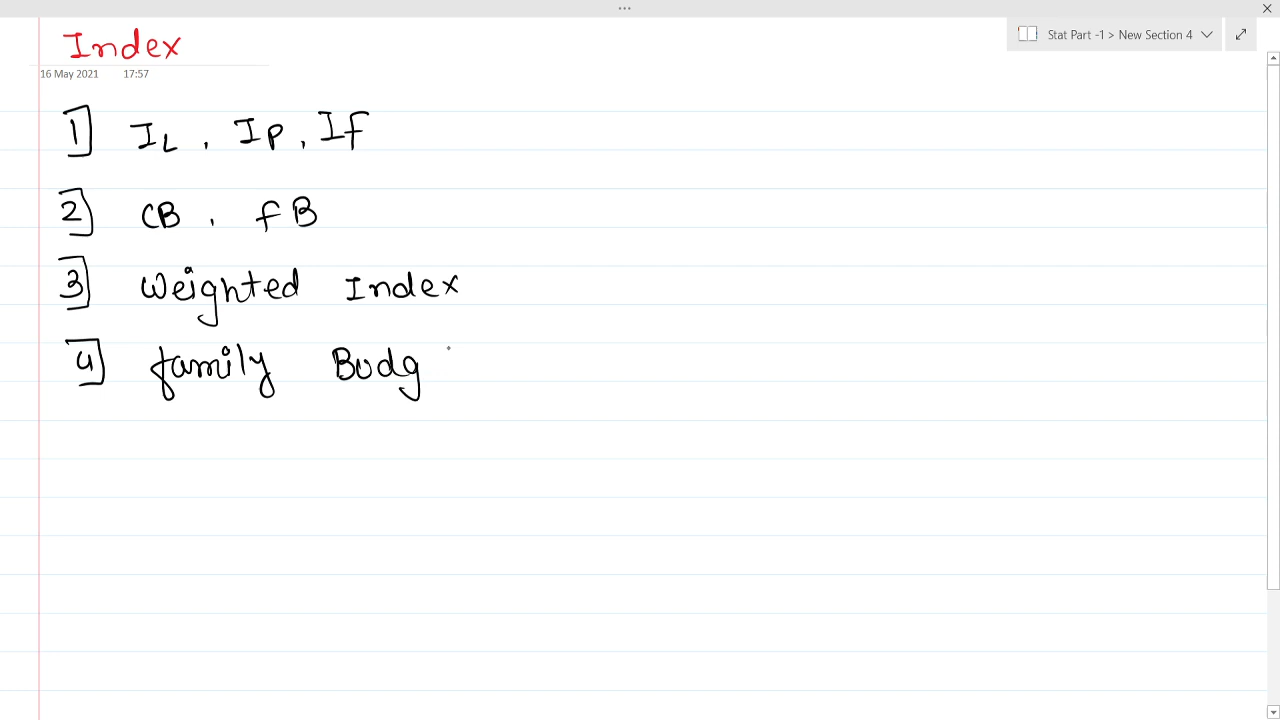 Index
Stat Part -1 > New Section 4
16 May 2021 17:57
1] IL, IP, If
2] CB, fB
3] Weighted Index
4] family Budg